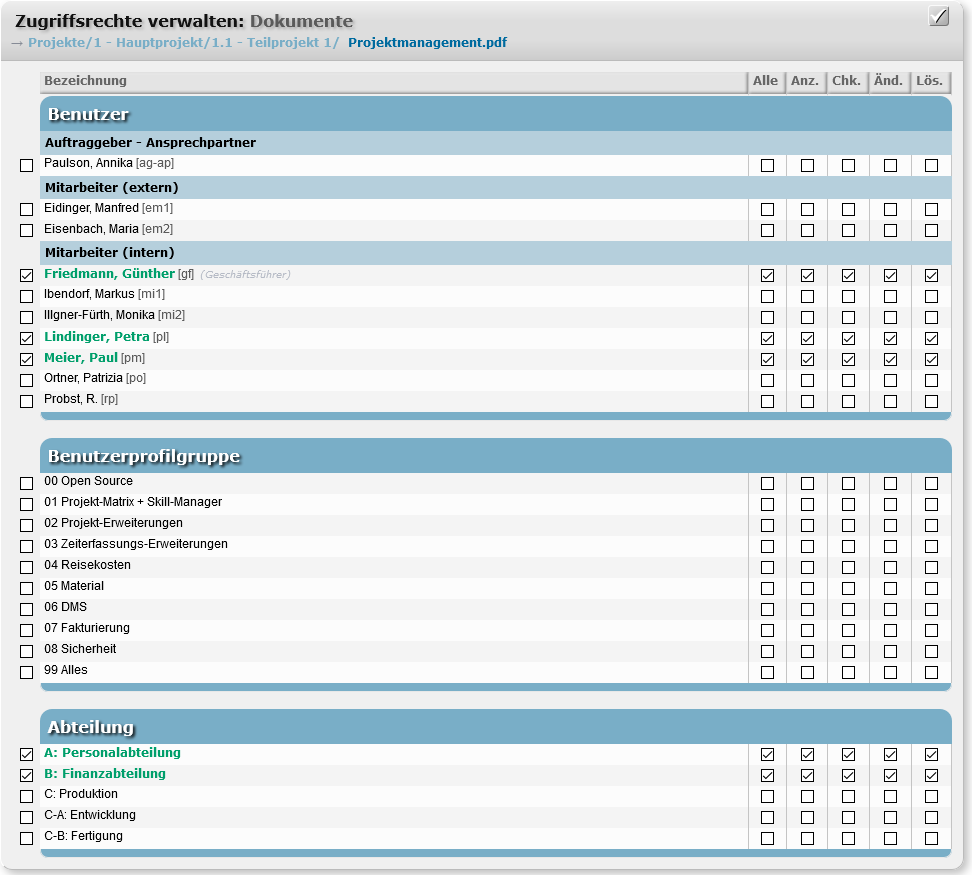 Zugriffsrechte verwalten: Dokumente
→ Projekte/1 - Hauptprojekt/1.1 - Teilprojekt 1/ Projektmanagement.pdf
Bezeichnung Alle Anz. Chk. Änd. Lös.
Benutzer
Auftraggeber - Ansprechpartner
Paulson, Annika [ag-ap]
Mitarbeiter (extern)
Eidinger, Manfred [em1]
Eisenbach, Maria [em2]
Mitarbeiter (intern)
Friedmann, Günther [gf] (Geschäftsführer)
Ibendorf, Markus [mi1]
Illgner-Fürth, Monika [mi2]
Lindinger, Petra [pl]
Meier, Paul [pm]
Ortner, Patrizia [po]
Probst, R. [rp]
Benutzerprofilgruppe
00 Open Source
01 Projekt-Matrix + Skill-Manager
02 Projekt-Erweiterungen
03 Zeiterfassungs-Erweiterungen
04 Reisekosten
05 Material
06 DMS
07 Fakturierung
08 Sicherheit
99 Alles
Abteilung
A: Personalabteilung
B: Finanzabteilung
C: Produktion
C-A: Entwicklung
C-B: Fertigung